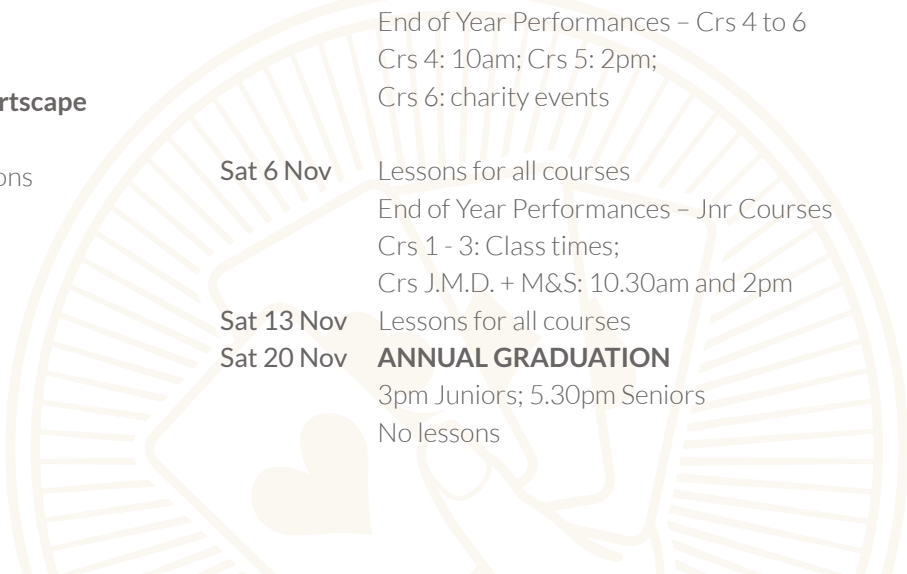 End of Year Performances – Crs 4 to 6
Crs 4: 10am; Crs 5: 2pm;
Crs 6: charity events
rtscape
ons
Sat 6 Nov Lessons for all courses
End of Year Performances – Jnr Courses
Crs 1 - 3: Class times;
Crs J.M.D. + M&S: 10.30am and 2pm
Sat 13 Nov Lessons for all courses
Sat 20 Nov ANNUAL GRADUATION
3pm Juniors; 5.30pm Seniors
No lessons